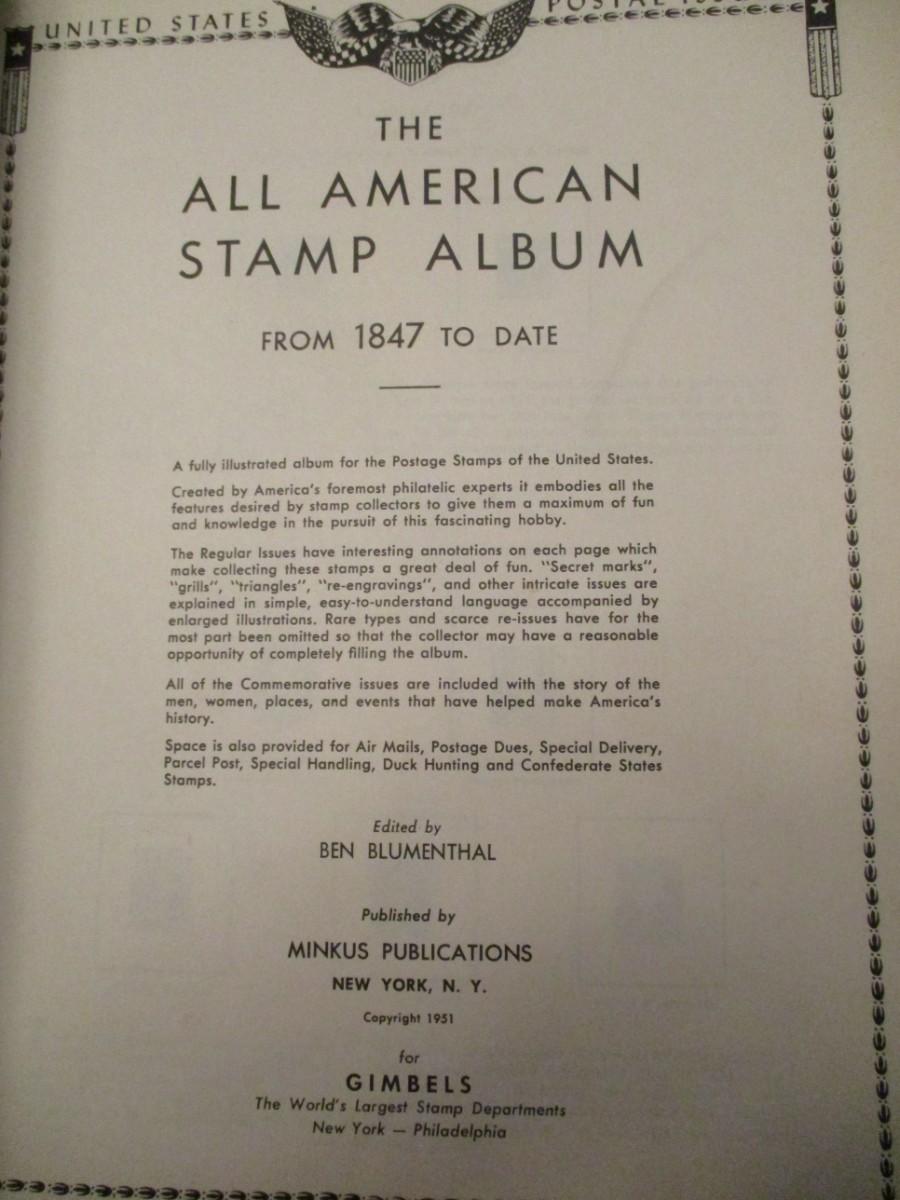 UNITED STATES POSTAL
THE
ALL AMERICAN
STAMP ALBUM
FROM 1847 TO DATE
A fully illustrated album for the Postage Stamps of the United States.
Created by America's foremost philatelic experts it embodies all the
features desired by stamp collectors to give them a maximum of fun
and knowledge in the pursuit of this fascinating hobby.
The Regular Issues have interesting annotations on each page which
make collecting these stamps a great deal of fun. "Secret marks",
"grills", "triangles", "re-engravings", and other intricate issues are
explained in simple, easy-to-understand language accompanied by
enlarged illustrations. Rare types and scarce re-issues have for the
most part been omitted so that the collector may have a reasonable
opportunity of completely filling the album.
All of the Commemorative issues are included with the story of the
men, women, places, and events that have helped make America's
history.
Space is also provided for Air Mails, Postage Dues, Special Delivery,
Parcel Post, Special Handling, Duck Hunting and Confederate States
Stamps.
Edited by
BEN BLUMENTHAL
Published by
MINKUS PUBLICATIONS
NEW YORK, N. Y.
Copyright 1951
for
GIMBELS
The World's Largest Stamp Departments
New York — Philadelphia